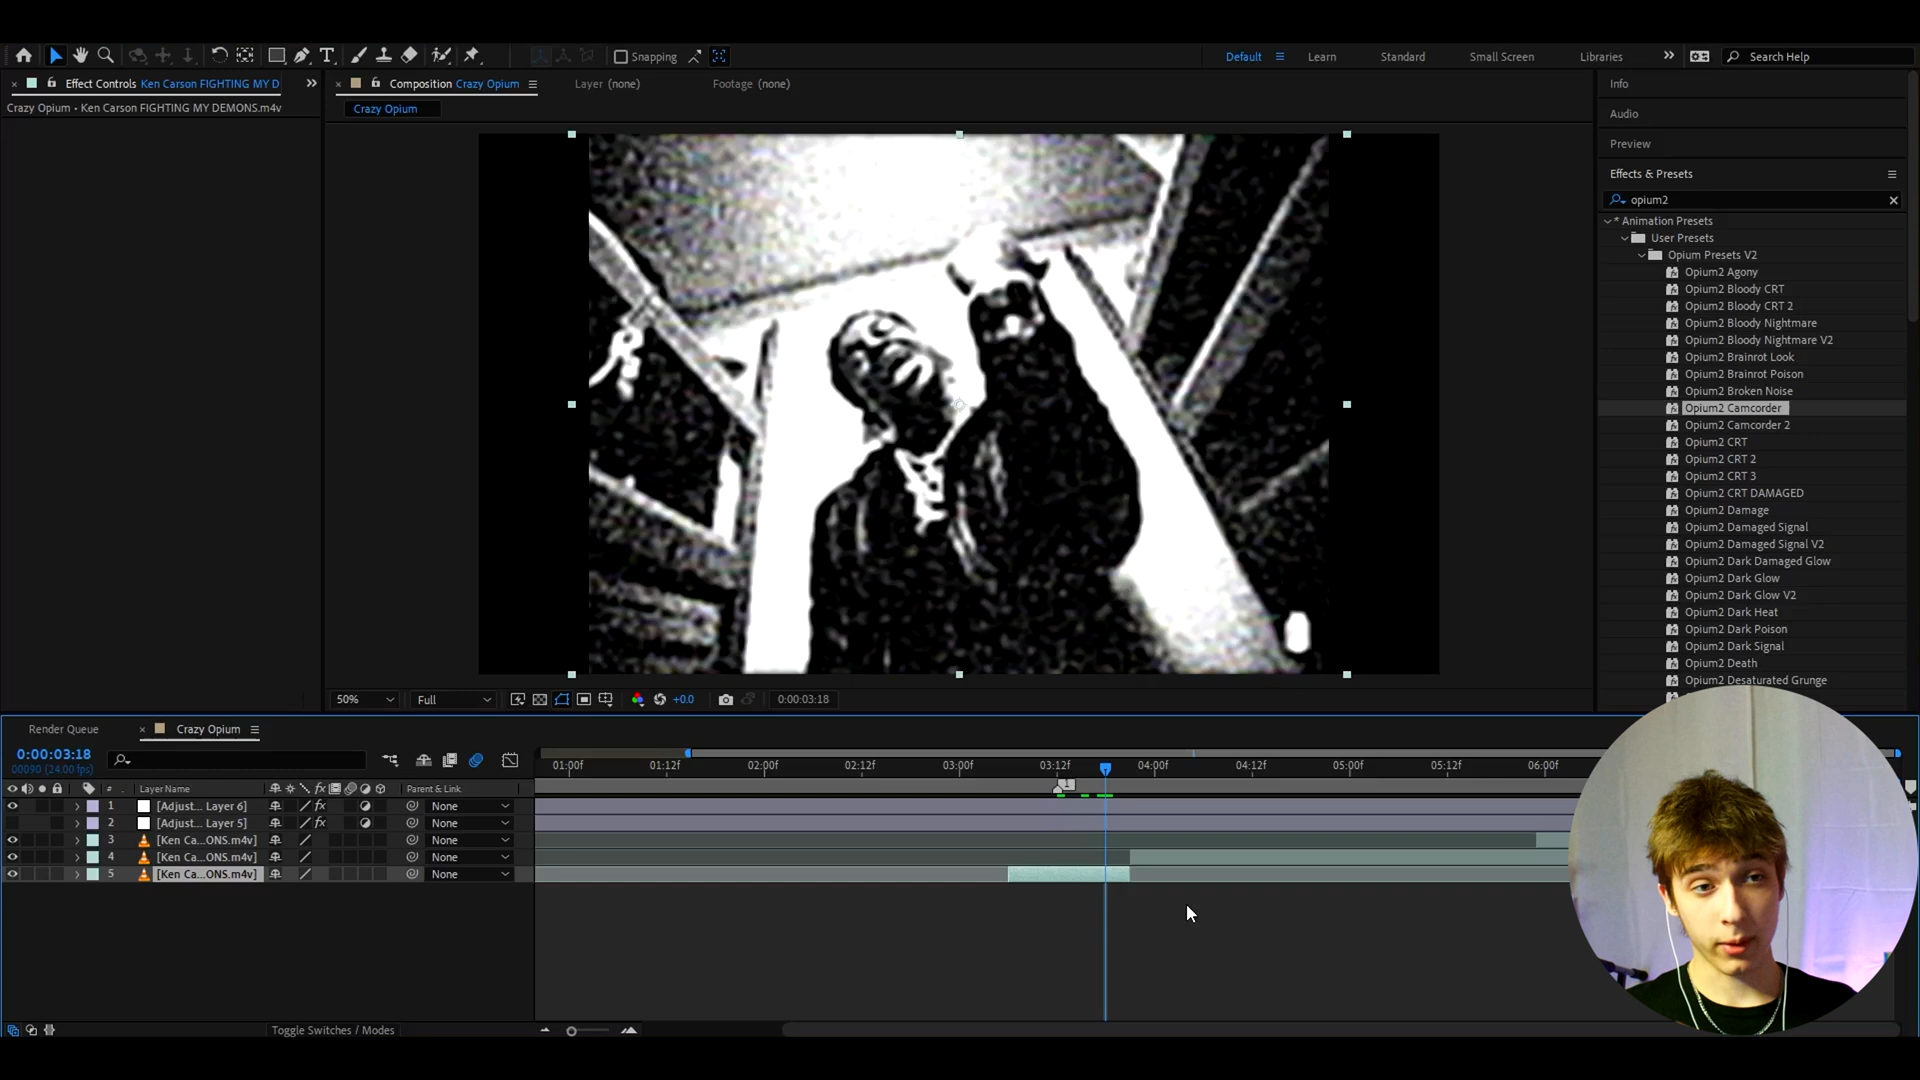 Snapping
Default
Learn
Standard
Small Screen
Libraries
Search Help
Effect Controls Ken Carson FIGHTING MY D
Composition Crazy Opium
Layer (none)
Footage (none)
Crazy Opium • Ken Carson FIGHTING MY DEMONS.m4v
Crazy Opium
Info
Audio
Preview
Effects & Presets
opium2
* Animation Presets
User Presets
Opium Presets V2
Opium2 Agony
Opium2 Bloody CRT
Opium2 Bloody CRT 2
Opium2 Bloody Nightmare
Opium2 Bloody Nightmare V2
Opium2 Brainrot Look
Opium2 Brainrot Poison
Opium2 Broken Noise
Opium2 Camcorder
Opium2 Camcorder 2
Opium2 CRT
Opium2 CRT 2
Opium2 CRT 3
Opium2 CRT DAMAGED
Opium2 Damage
Opium2 Damaged Signal
Opium2 Damaged Signal V2
Opium2 Dark Damaged Glow
Opium2 Dark Glow
Opium2 Dark Glow V2
Opium2 Dark Heat
Opium2 Dark Poison
Opium2 Dark Signal
Opium2 Death
Opium2 Desaturated Grunge
50%
Full
+0.0
0:00:03:18
Render Queue
Crazy Opium
0:00:03:18
00090 (24.00 fps)
01:00f 01:12f 02:00f 02:12f 03:00f 03:12f 04:00f 04:12f 05:00f 05:12f 06:00f
# Layer Name fx Parent & Link
1 [Adjust... Layer 6] fx None
2 [Adjust... Layer 5] fx None
3 [Ken Ca...ONS.m4v] None
4 [Ken Ca...ONS.m4v] None
5 [Ken Ca...ONS.m4v] None
1
Toggle Switches / Modes